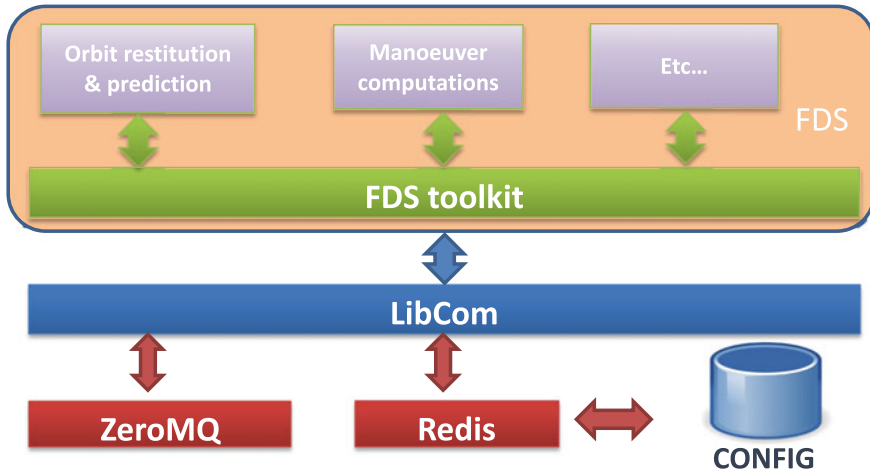 Orbit restitution
& prediction
Manoeuver
computations
Etc...
FDS
FDS toolkit
LibCom
ZeroMQ
Redis
CONFIG